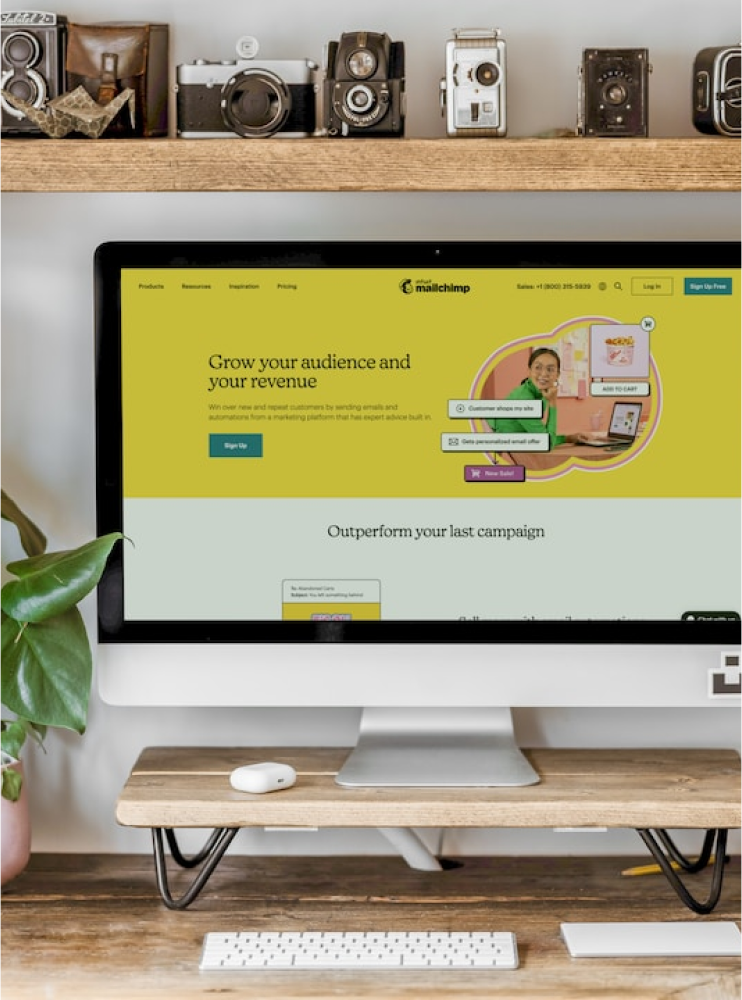 Products Resources Inspiration Pricing
intuit
mailchimp
Sales: +1 (800) 315-5939
Log In
Sign Up Free
Grow your audience and
your revenue
Win over new and repeat customers by sending emails and
automations from a marketing platform that has expert advice built in.
Sign Up
ADD TO CART
Customer shops my site
Gets personalized email offer
New Sale!
Outperform your last campaign
By Abandoned Carts
Subject: You left something behind
Chat with us